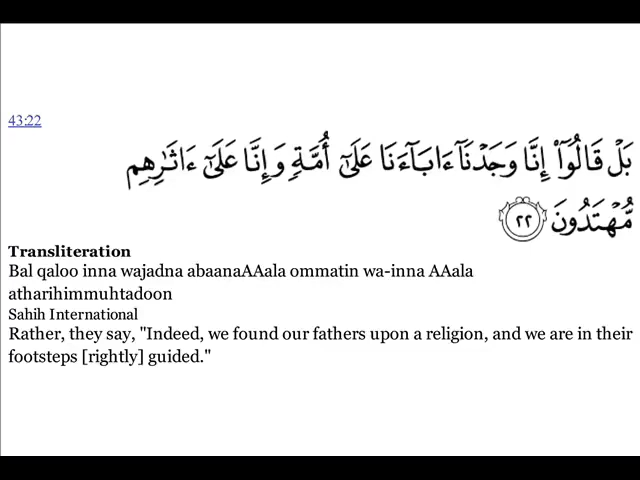 43:22
بَلْ قَالُوٓا۟ إِنَّا وَجَدْنَآ ءَابَآءَنَا عَلَىٰٓ أُمَّةٍ وَإِنَّا عَلَىٰٓ ءَاثَٰرِهِم
مُّهْتَدُونَ ٢٢
Transliteration
Bal qaloo inna wajadna abaanaAAala ommatin wa-inna AAala
atharihimmuhtadoon
Sahih International
Rather, they say, "Indeed, we found our fathers upon a religion, and we are in their
footsteps [rightly] guided."